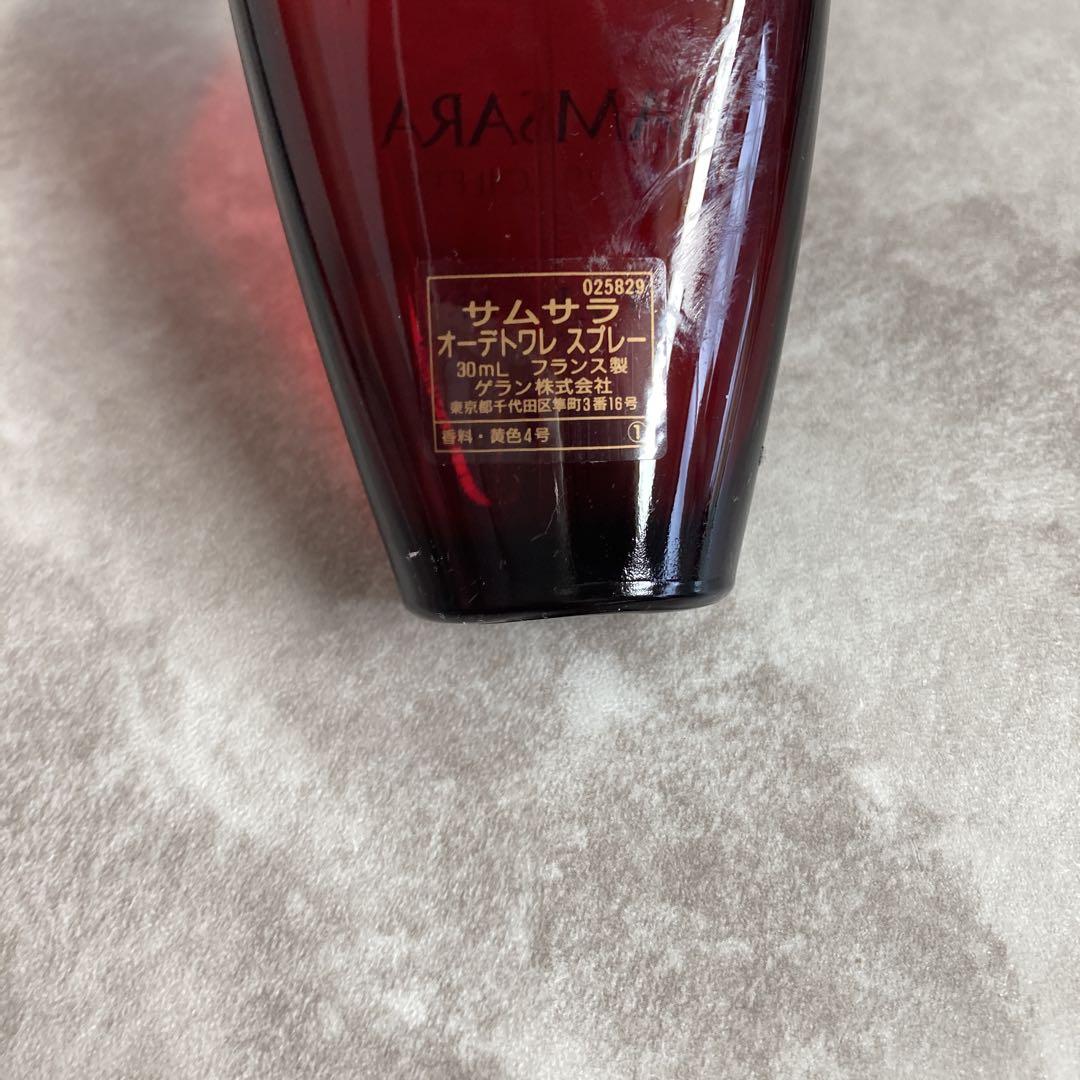 SAMSARA
025829
サムサラ
オーデトワレ スプレー
30mL フランス製
ゲラン株式会社
東京都千代田区隼町3番16号
香料・黄色4号 ①